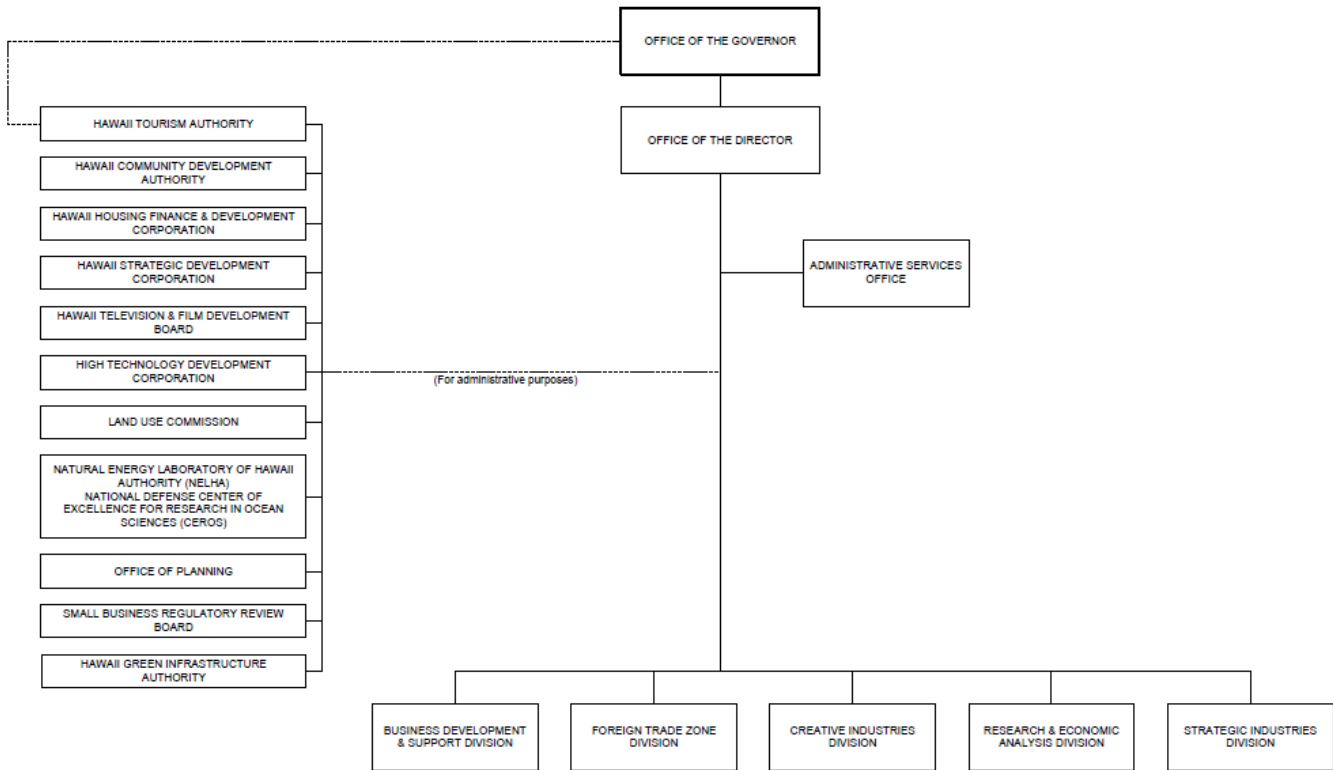 OFFICE OF THE GOVERNOR
OFFICE OF THE DIRECTOR
ADMINISTRATIVE SERVICES
OFFICE
HAWAII TOURISM AUTHORITY
HAWAII COMMUNITY DEVELOPMENT
AUTHORITY
HAWAII HOUSING FINANCE & DEVELOPMENT
CORPORATION
HAWAII STRATEGIC DEVELOPMENT
CORPORATION
HAWAII TELEVISION & FILM DEVELOPMENT
BOARD
HIGH TECHNOLOGY DEVELOPMENT
CORPORATION
(For administrative purposes)
LAND USE COMMISSION
NATURAL ENERGY LABORATORY OF HAWAII
AUTHORITY (NELHA)
NATIONAL DEFENSE CENTER OF
EXCELLENCE FOR RESEARCH IN OCEAN
SCIENCES (CEROS)
OFFICE OF PLANNING
SMALL BUSINESS REGULATORY REVIEW
BOARD
HAWAII GREEN INFRASTRUCTURE
AUTHORITY
BUSINESS DEVELOPMENT
& SUPPORT DIVISION
FOREIGN TRADE ZONE
DIVISION
CREATIVE INDUSTRIES
DIVISION
RESEARCH & ECONOMIC
ANALYSIS DIVISION
STRATEGIC INDUSTRIES
DIVISION